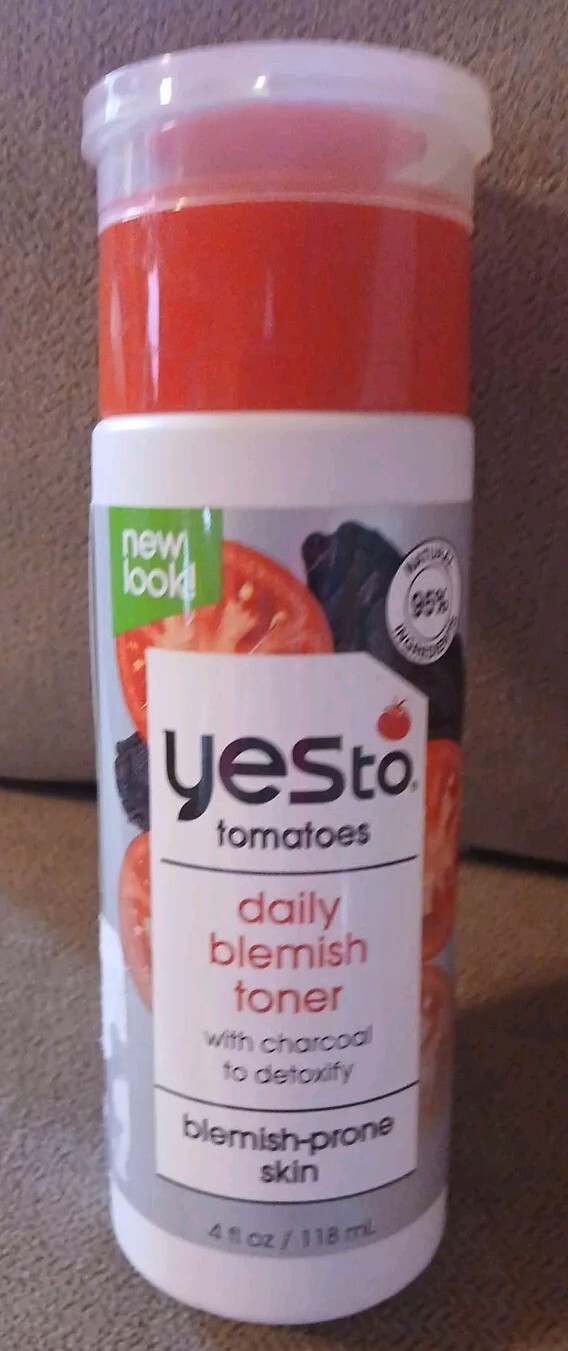 new
look!
NATURAL
95%
INGREDIENTS
yes to
tomatoes
daily
blemish
toner
with charcoal
to detoxify
blemish-prone
skin
4 fl oz / 118 mL